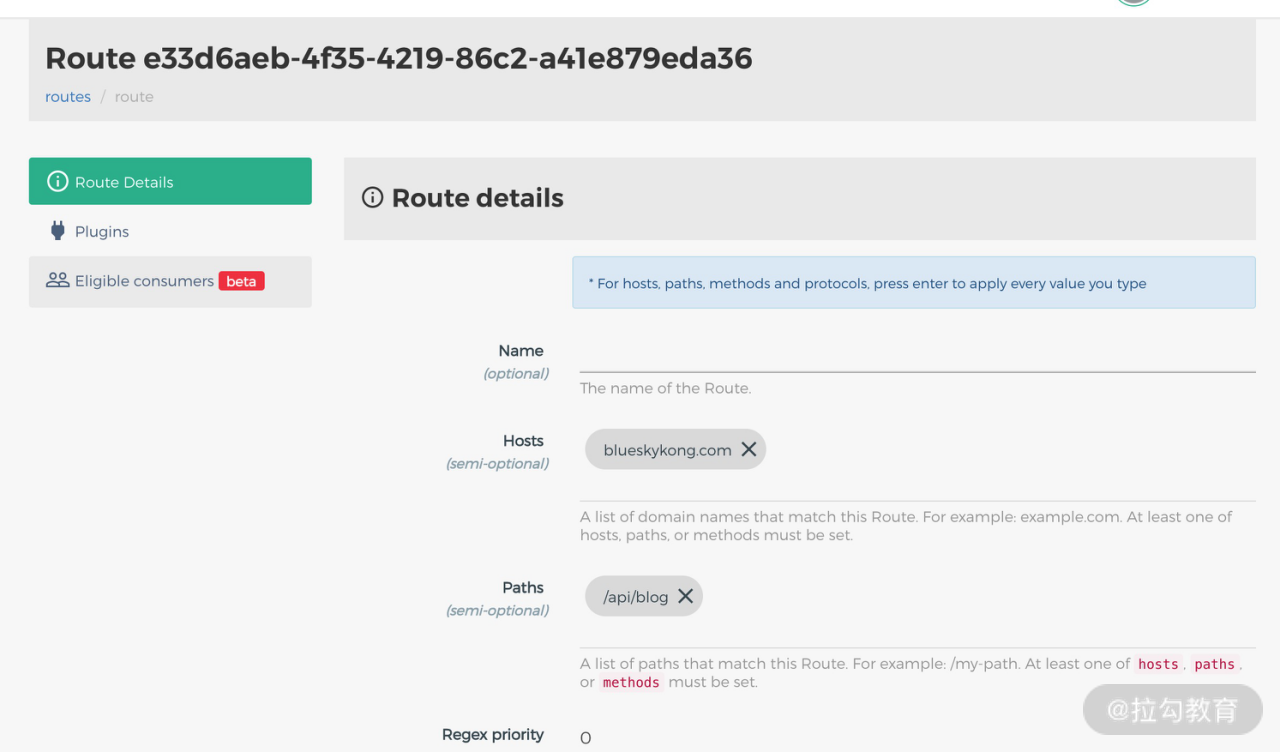 Route e33d6aeb-4f35-4219-86c2-a41e879eda36
routes / route
Route Details
Plugins
Eligible consumers beta
Route details
* For hosts, paths, methods and protocols, press enter to apply every value you type
Name
(optional)
The name of the Route.
Hosts
(semi-optional)
blueskykong.com
A list of domain names that match this Route. For example: example.com. At least one of
hosts, paths, or methods must be set.
Paths
(semi-optional)
/api/blog
A list of paths that match this Route. For example: /my-path. At least one of hosts, paths,
or methods must be set.
Regex priority
0
@拉勾教育